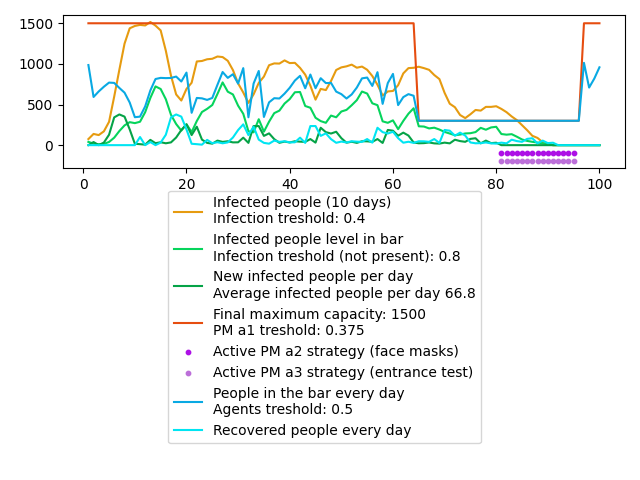 1500
1000
500
0
0
20
40
60
80
100
Infected people (10 days)
Infection treshold: 0.4
Infected people level in bar
Infection treshold (not present): 0.8
New infected people per day
Average infected people per day 66.8
Final maximum capacity: 1500
PM a1 treshold: 0.375
Active PM a2 strategy (face masks)
Active PM a3 strategy (entrance test)
People in the bar every day
Agents treshold: 0.5
Recovered people every day